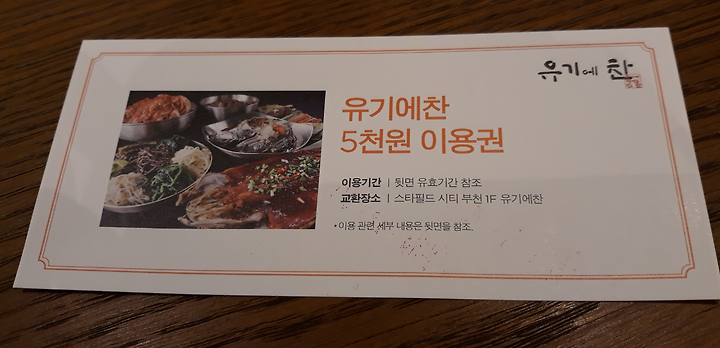 유기에 찬
유기에찬
5천원 이용권
이용기간 | 뒷면 유효기간 참조
교환장소 | 스타필드 시티 부천 1F 유기에찬
• 이용 관련 세부 내용은 뒷면을 참조.